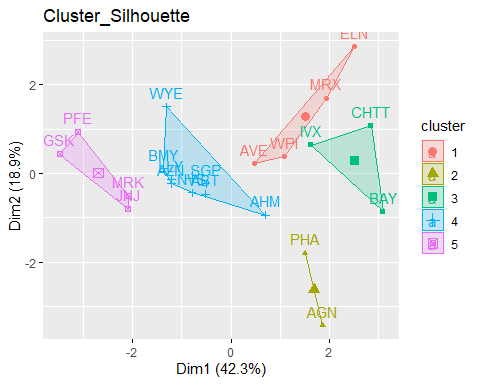 Cluster_Silhouette
ELN
MRX
WYE
CHTT
PFE
GSK
IVX
WPI
AVE
BMY
SGP
MRK
JNJ
BAY
AHM
PHA
AGN
2
0
-2
-2
0
2
Dim2 (18.9%)
Dim1 (42.3%)
cluster
1
2
3
4
5